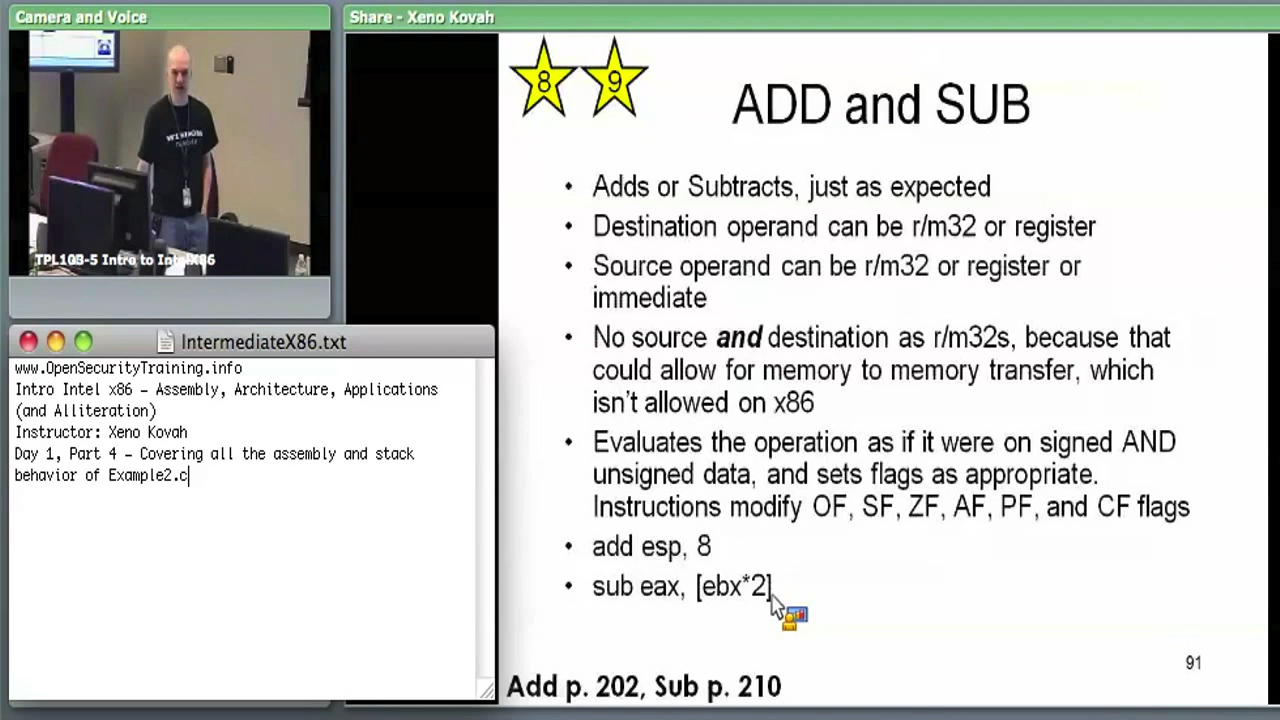 Camera and Voice
TPL103-5 Intro to IntelX86
IntermediateX86.txt
www.OpenSecurityTraining.info
Intro Intel x86 – Assembly, Architecture, Applications
(and Alliteration)
Instructor: Xeno Kovah
Day 1, Part 4 – Covering all the assembly and stack
behavior of Example2.c
Share - Xeno Kovah
8 9
ADD and SUB
• Adds or Subtracts, just as expected
• Destination operand can be r/m32 or register
• Source operand can be r/m32 or register or
immediate
• No source and destination as r/m32s, because that
could allow for memory to memory transfer, which
isn't allowed on x86
• Evaluates the operation as if it were on signed AND
unsigned data, and sets flags as appropriate.
Instructions modify OF, SF, ZF, AF, PF, and CF flags
• add esp, 8
• sub eax, [ebx*2]
91
Add p. 202, Sub p. 210